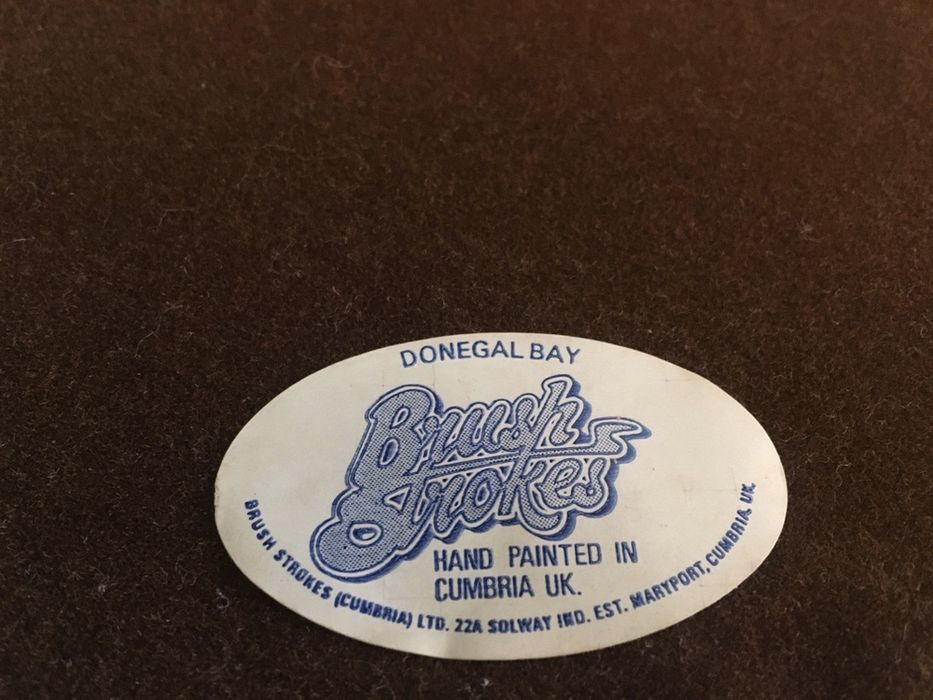 DONEGAL BAY
Brush
Strokes
HAND PAINTED IN
CUMBRIA UK.
BRUSH STROKES (CUMBRIA) LTD. 22A SOLWAY IND. EST. MARYPORT, CUMBRIA. UK.